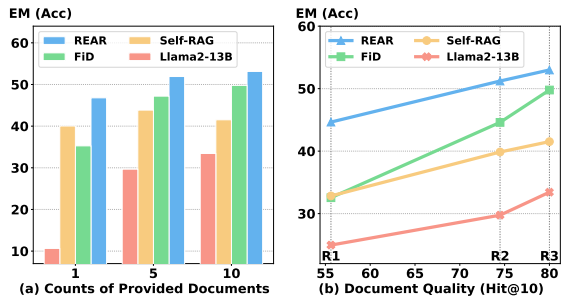 EM (Acc)
REAR
Self-RAG
FiD
Llama2-13B
60
50
40
30
20
10
1
5
10
(a) Counts of Provided Documents
EM (Acc)
REAR
Self-RAG
FiD
Llama2-13B
60
50
40
30
R1
R2
R3
55
60
65
70
75
80
(b) Document Quality (Hit@10)